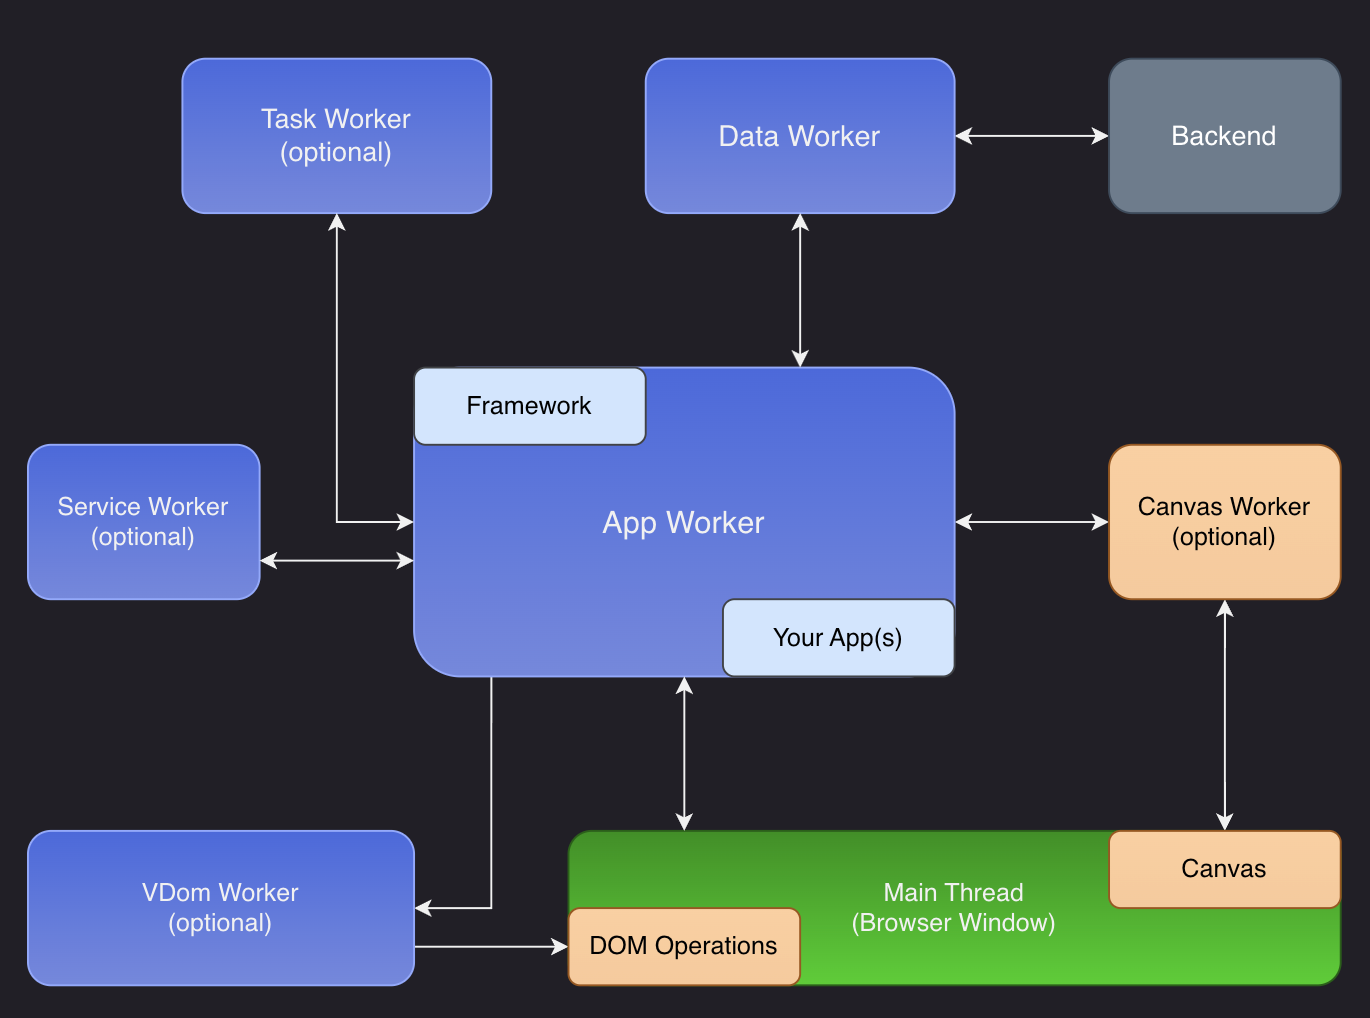 Task Worker
(optional)
Data Worker
Backend
Framework
Service Worker
(optional)
App Worker
Canvas Worker
(optional)
Your App(s)
VDom Worker
(optional)
Main Thread
(Browser Window)
Canvas
DOM Operations